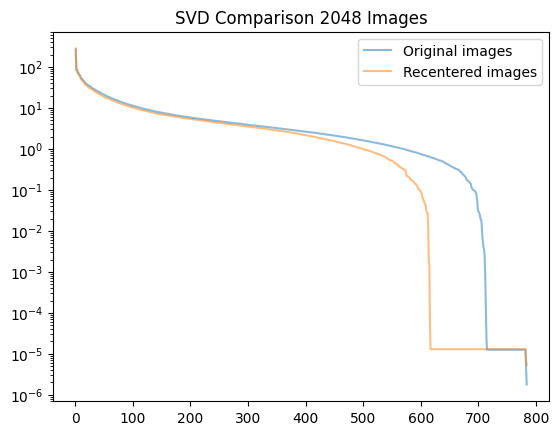 SVD Comparison 2048 Images
Original images
Recentered images
10²
10¹
10⁰
10⁻¹
10⁻²
10⁻³
10⁻⁴
10⁻⁵
10⁻⁶
0 100 200 300 400 500 600 700 800